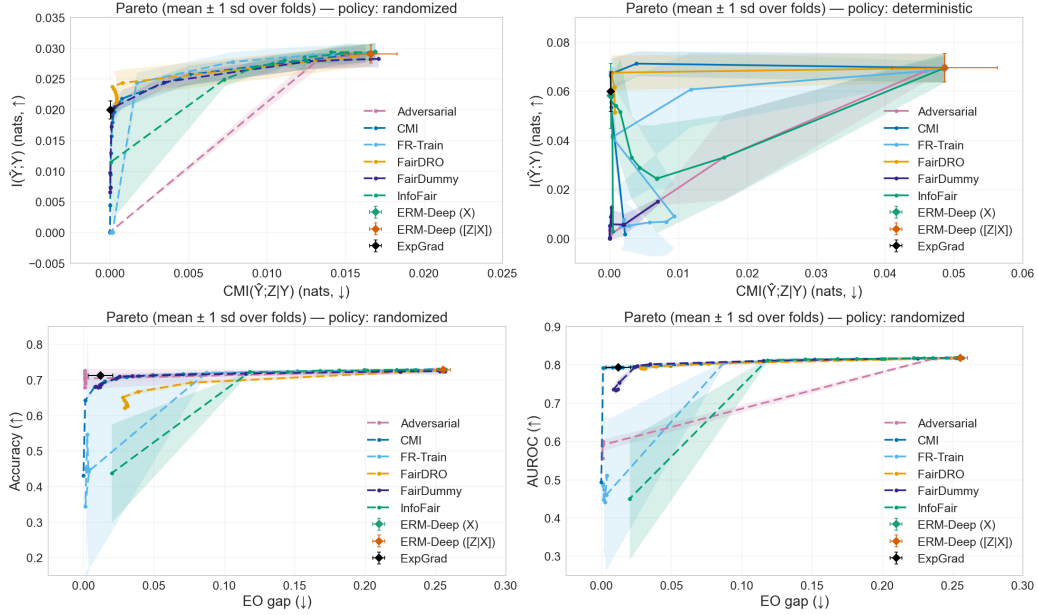 Pareto (mean ± 1 sd over folds) — policy: randomized
0.035
0.030
0.025
0.020
0.015
0.010
0.005
0.000
−0.005
I(Ŷ;Y) (nats, ↑)
0.000
0.005
0.010
0.015
0.020
0.025
CMI(Ŷ;Z|Y) (nats, ↓)
Adversarial
CMI
FR-Train
FairDRO
FairDummy
InfoFair
ERM-Deep (X)
ERM-Deep ([Z|X])
ExpGrad
Pareto (mean ± 1 sd over folds) — policy: deterministic
0.08
0.06
0.04
0.02
0.00
I(Ŷ;Y) (nats, ↑)
0.00
0.01
0.02
0.03
0.04
0.05
0.06
CMI(Ŷ;Z|Y) (nats, ↓)
Adversarial
CMI
FR-Train
FairDRO
FairDummy
InfoFair
ERM-Deep (X)
ERM-Deep ([Z|X])
ExpGrad
Pareto (mean ± 1 sd over folds) — policy: randomized
0.8
0.7
0.6
0.5
0.4
0.3
0.2
Accuracy (↑)
0.00
0.05
0.10
0.15
0.20
0.25
0.30
EO gap (↓)
Adversarial
CMI
FR-Train
FairDRO
FairDummy
InfoFair
ERM-Deep (X)
ERM-Deep ([Z|X])
ExpGrad
Pareto (mean ± 1 sd over folds) — policy: randomized
0.9
0.8
0.7
0.6
0.5
0.4
0.3
AUROC (↑)
0.00
0.05
0.10
0.15
0.20
0.25
0.30
EO gap (↓)
Adversarial
CMI
FR-Train
FairDRO
FairDummy
InfoFair
ERM-Deep (X)
ERM-Deep ([Z|X])
ExpGrad